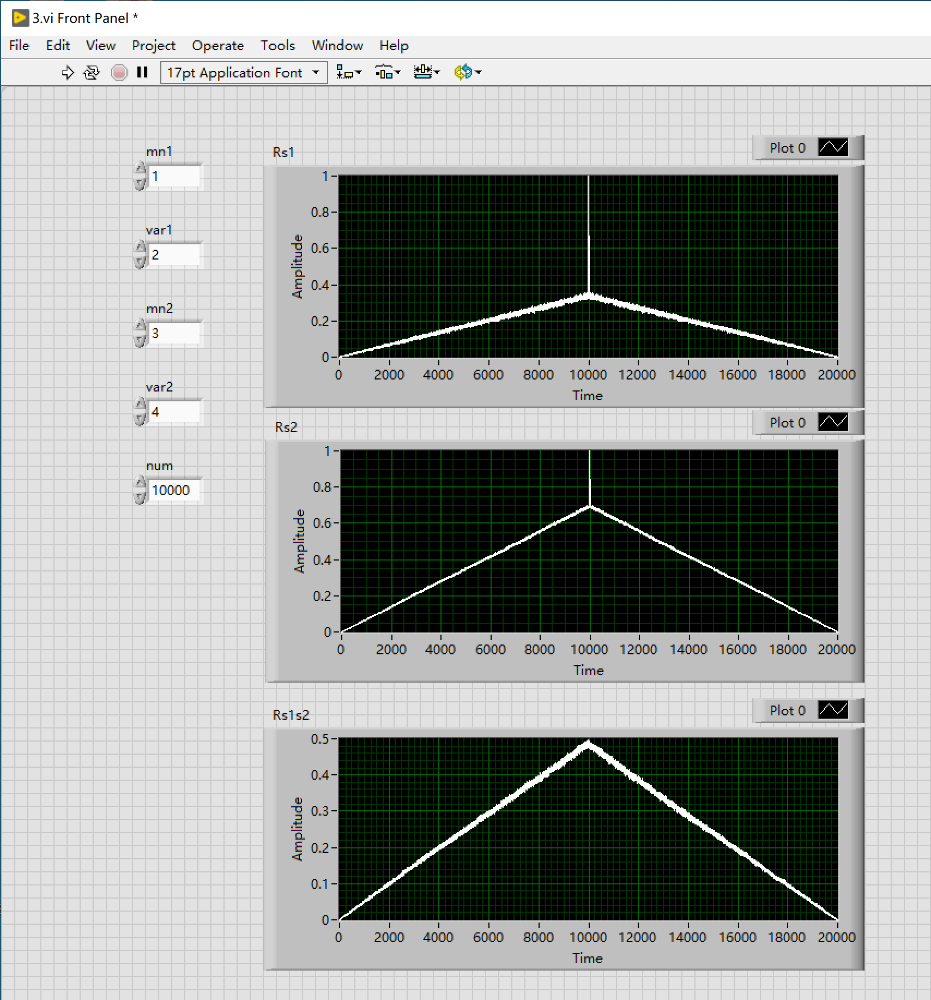 3.vi Front Panel *
File Edit View Project Operate Tools Window Help
17pt Application Font
mn1
1
var1
2
mn2
3
var2
4
num
10000
Rs1
Plot 0
1
0.8
0.6
0.4
0.2
0
Amplitude
0 2000 4000 6000 8000 10000 12000 14000 16000 18000 20000
Time
Rs2
Plot 0
1
0.8
0.6
0.4
0.2
0
Amplitude
0 2000 4000 6000 8000 10000 12000 14000 16000 18000 20000
Time
Rs1s2
Plot 0
0.5
0.4
0.3
0.2
0.1
0
Amplitude
0 2000 4000 6000 8000 10000 12000 14000 16000 18000 20000
Time